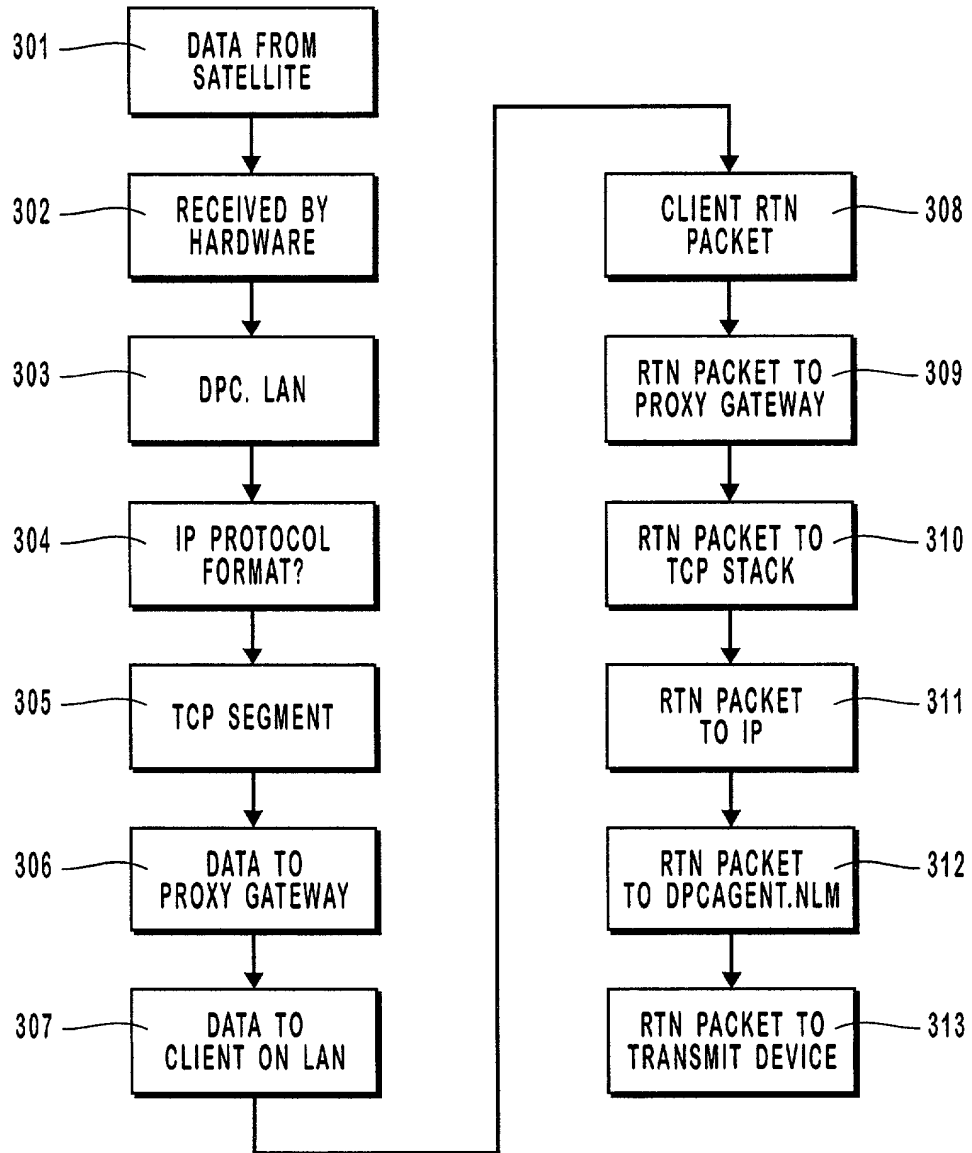 301
DATA FROM
SATELLITE
302
RECEIVED BY
HARDWARE
303
DPC. LAN
304
IP PROTOCOL
FORMAT?
305
TCP SEGMENT
306
DATA TO
PROXY GATEWAY
307
DATA TO
CLIENT ON LAN
CLIENT RTN
PACKET
308
RTN PACKET TO
PROXY GATEWAY
309
RTN PACKET TO
TCP STACK
310
RTN PACKET
TO IP
311
RTN PACKET
TO DPCAGENT.NLM
312
RTN PACKET TO
TRANSMIT DEVICE
313